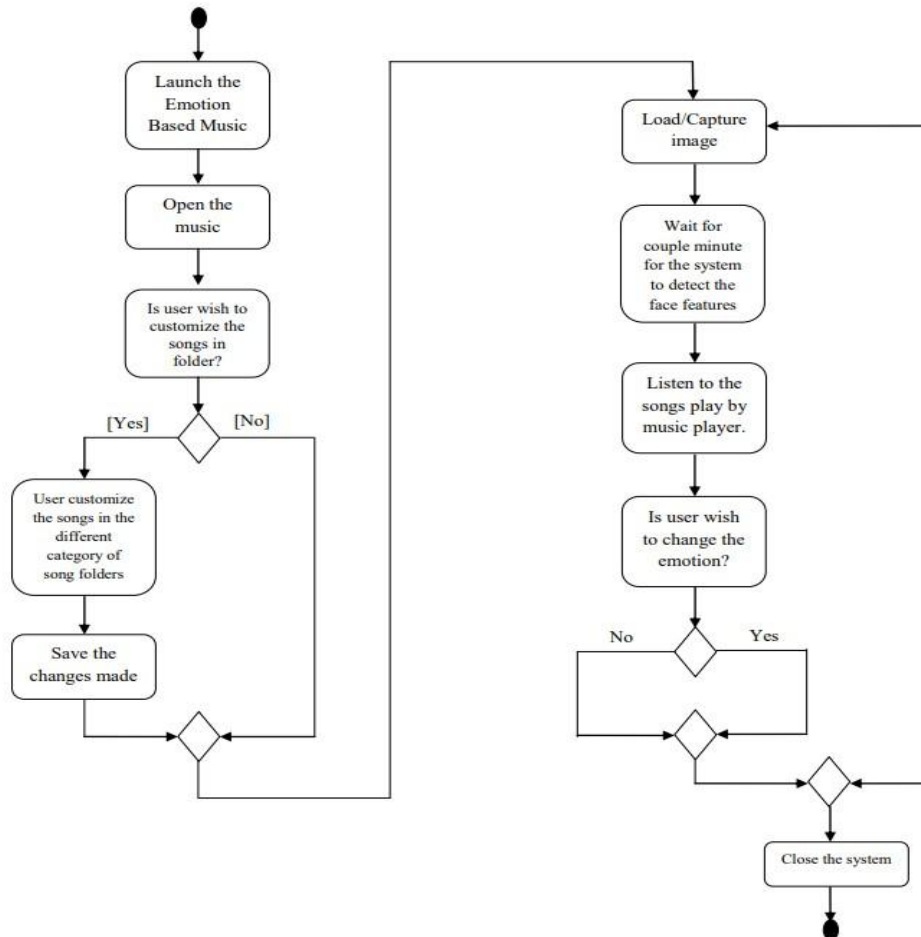 Launch the
Emotion
Based Music
Open the
music
Is user wish to
customize the
songs in
folder?
[Yes]
[No]
User customize
the songs in the
different
category of
song folders
Save the
changes made
Load/Capture
image
Wait for
couple minute
for the system
to detect the
face features
Listen to the
songs play by
music player.
Is user wish
to change the
emotion?
No
Yes
Close the system